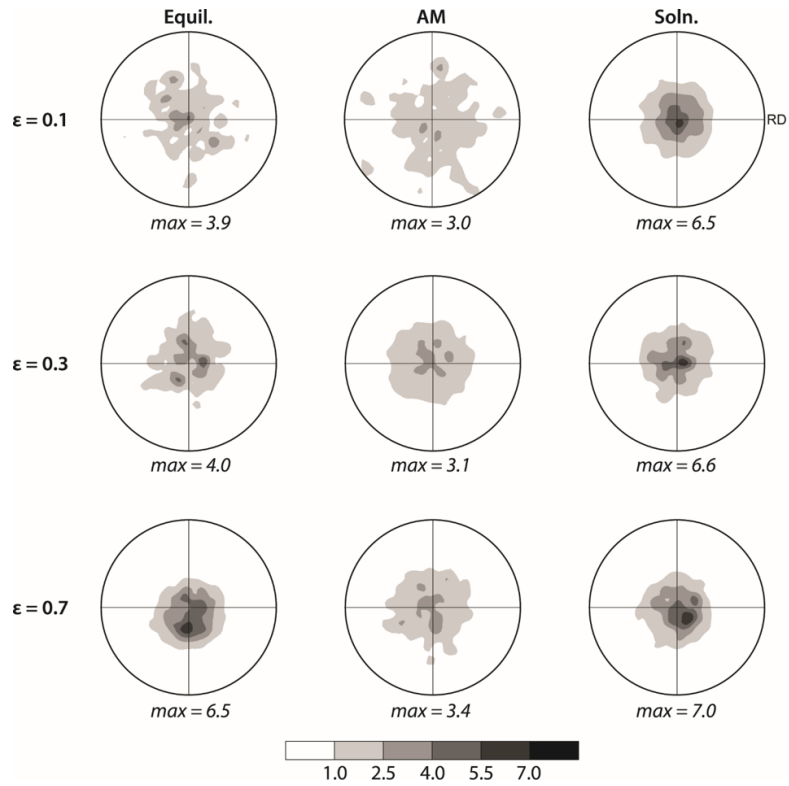 Equil. AM Soln.
ε = 0.1 RD
max = 3.9 max = 3.0 max = 6.5
ε = 0.3
max = 4.0 max = 3.1 max = 6.6
ε = 0.7
max = 6.5 max = 3.4 max = 7.0
1.0 2.5 4.0 5.5 7.0